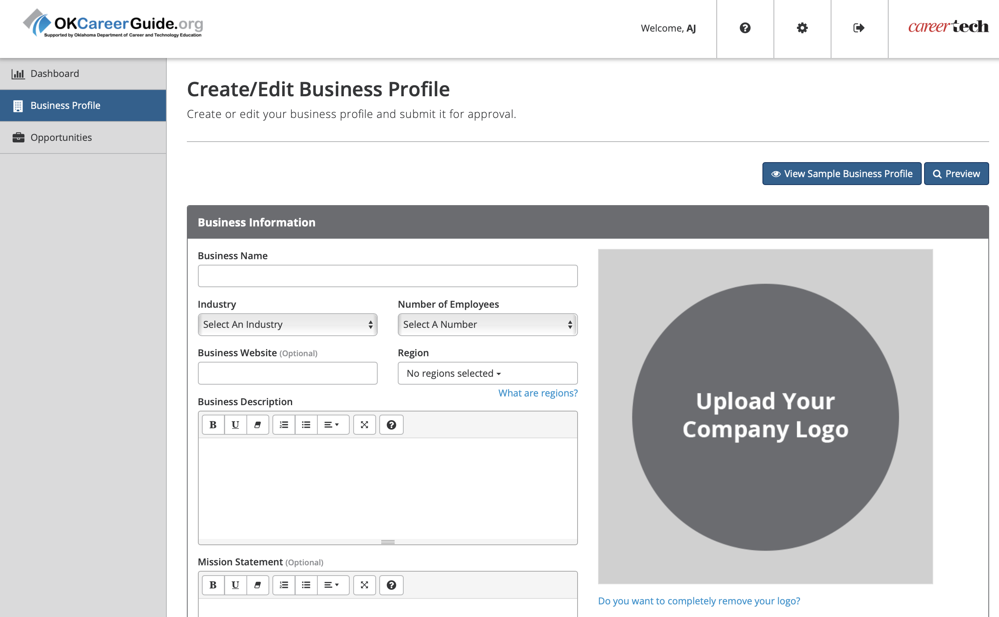 OKCareerGuide.org
Supported by Oklahoma Department of Career and Technology Education
Welcome, AJ
careertech
Dashboard
Business Profile
Opportunities
Create/Edit Business Profile
Create or edit your business profile and submit it for approval.
View Sample Business Profile
Preview
Business Information
Business Name
Industry
Number of Employees
Select An Industry
Select A Number
Business Website (Optional)
Region
No regions selected
What are regions?
Business Description
B U
Mission Statement (Optional)
B U
Upload Your
Company Logo
Do you want to completely remove your logo?